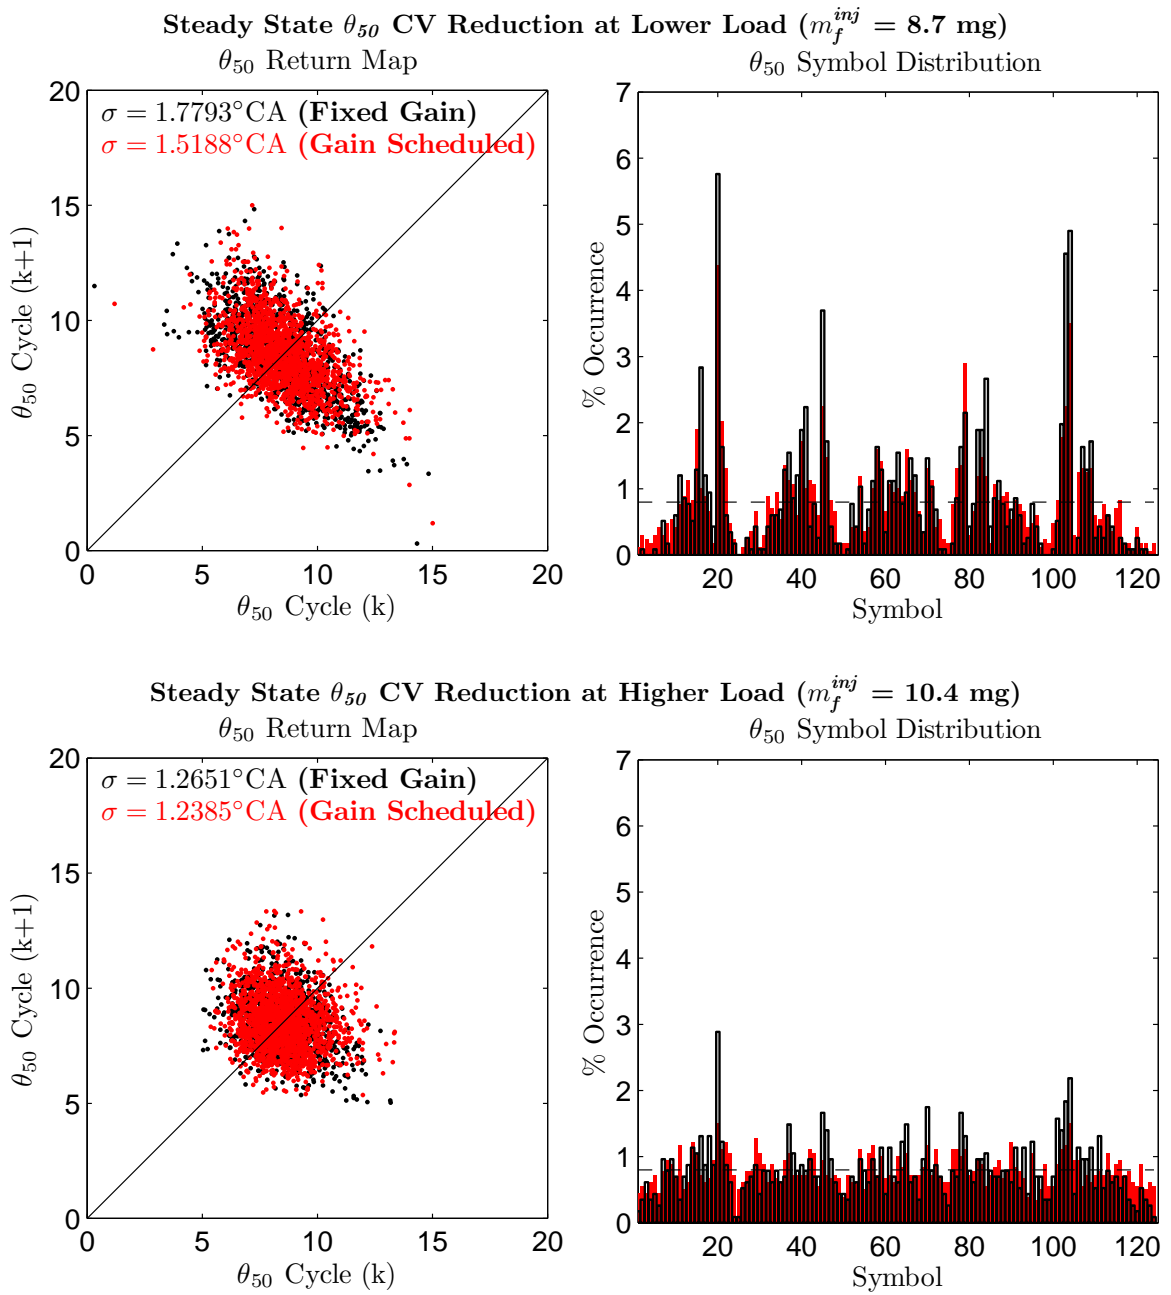 Steady State θ50 CV Reduction at Lower Load (m_f^inj = 8.7 mg)
θ50 Return Map
σ = 1.7793°CA (Fixed Gain)
σ = 1.5188°CA (Gain Scheduled)
θ50 Cycle (k+1)
20
15
10
5
0
0 5 10 15 20
θ50 Cycle (k)
θ50 Symbol Distribution
% Occurrence
7
6
5
4
3
2
1
0
20 40 60 80 100 120
Symbol
Steady State θ50 CV Reduction at Higher Load (m_f^inj = 10.4 mg)
θ50 Return Map
σ = 1.2651°CA (Fixed Gain)
σ = 1.2385°CA (Gain Scheduled)
θ50 Cycle (k+1)
20
15
10
5
0
0 5 10 15 20
θ50 Cycle (k)
θ50 Symbol Distribution
% Occurrence
7
6
5
4
3
2
1
0
20 40 60 80 100 120
Symbol